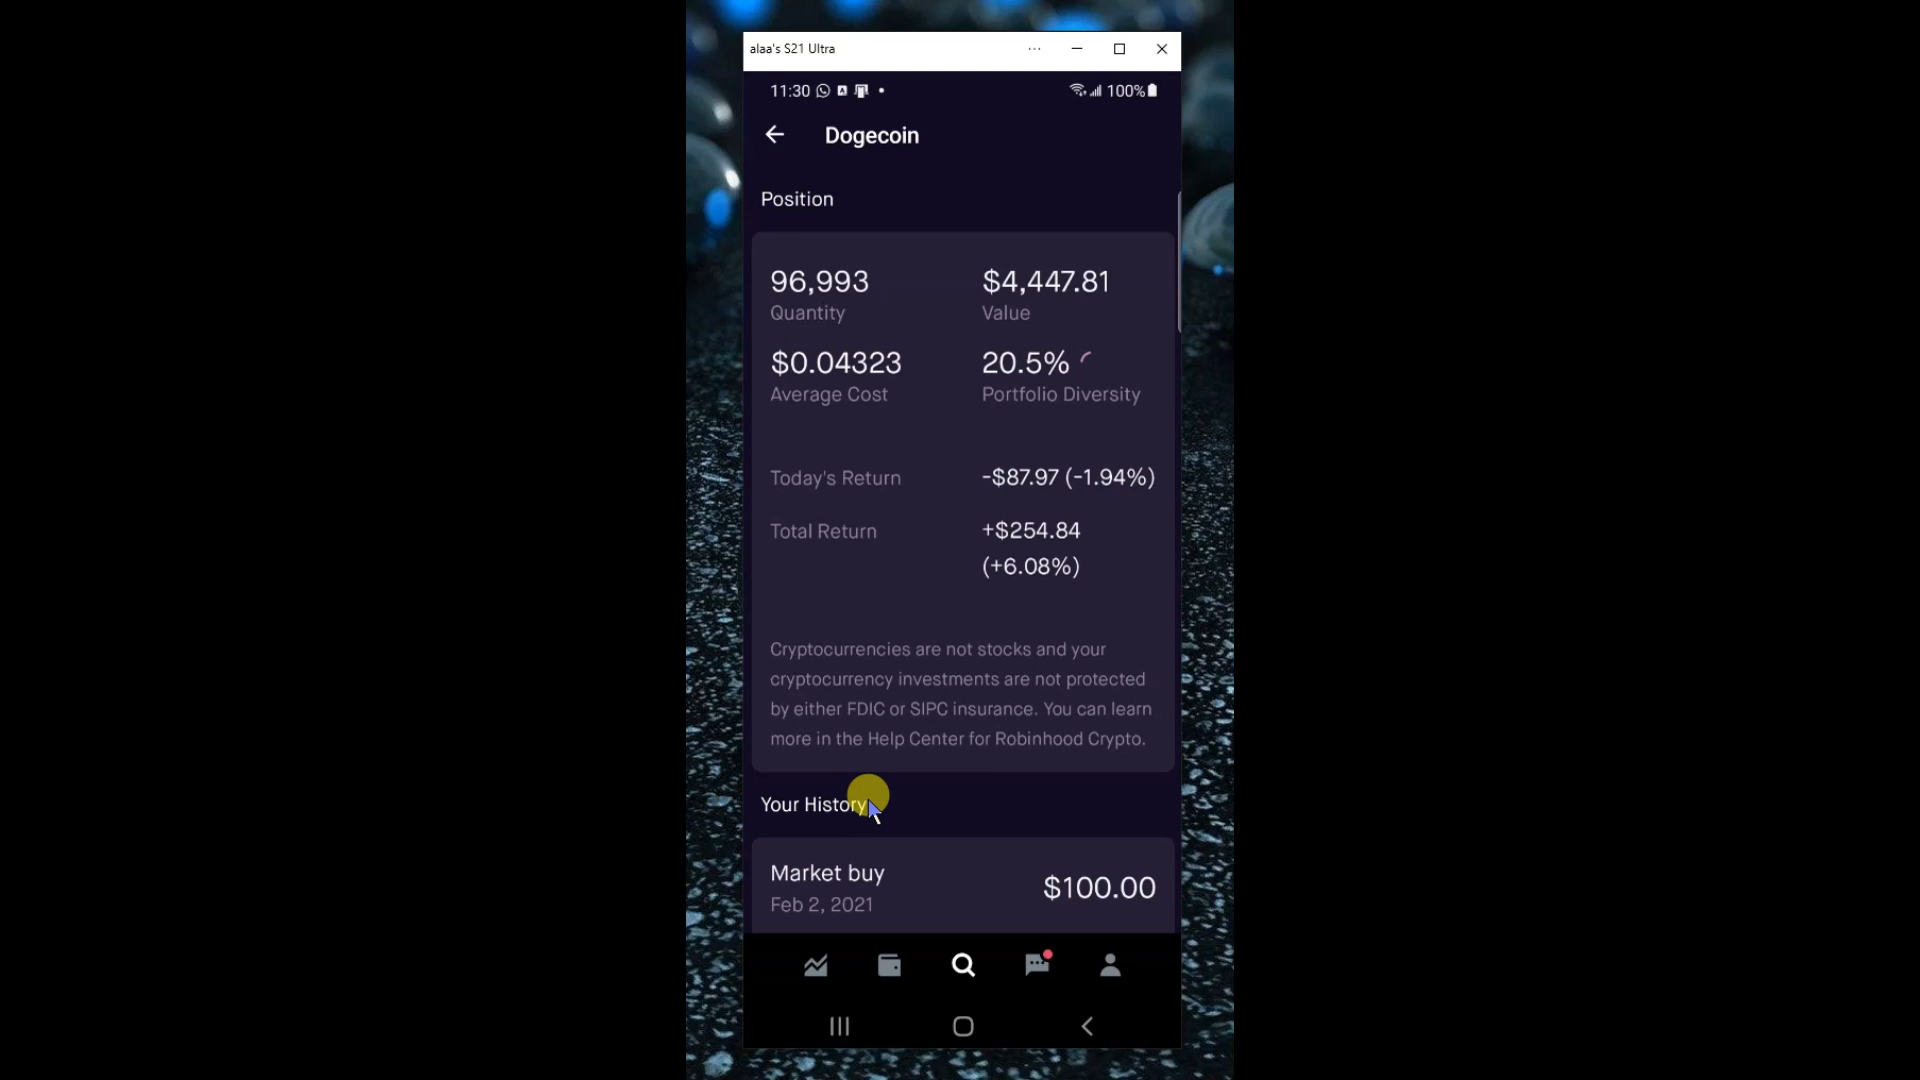 alaa's S21 Ultra
11:30 100%
Dogecoin
Position
96,993 $4,447.81
Quantity Value
$0.04323 20.5%
Average Cost Portfolio Diversity
Today's Return -$87.97 (-1.94%)
Total Return +$254.84
(+6.08%)
Cryptocurrencies are not stocks and your
cryptocurrency investments are not protected
by either FDIC or SIPC insurance. You can learn
more in the Help Center for Robinhood Crypto.
Your History
Market buy $100.00
Feb 2, 2021